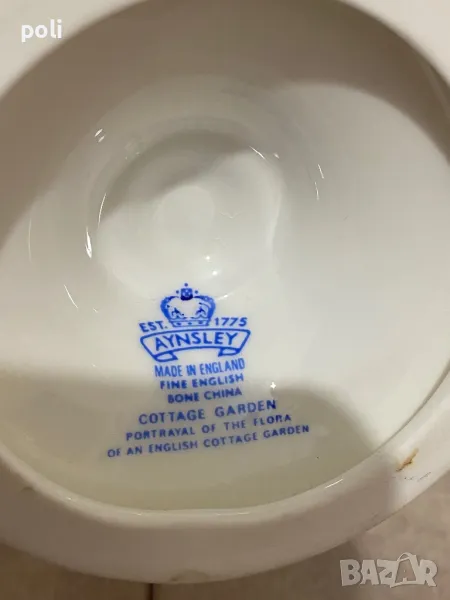 poli
EST. 1775
AYNSLEY
MADE IN ENGLAND
FINE ENGLISH
BONE CHINA
COTTAGE GARDEN
PORTRAYAL OF THE FLORA
OF AN ENGLISH COTTAGE GARDEN
BAZAR